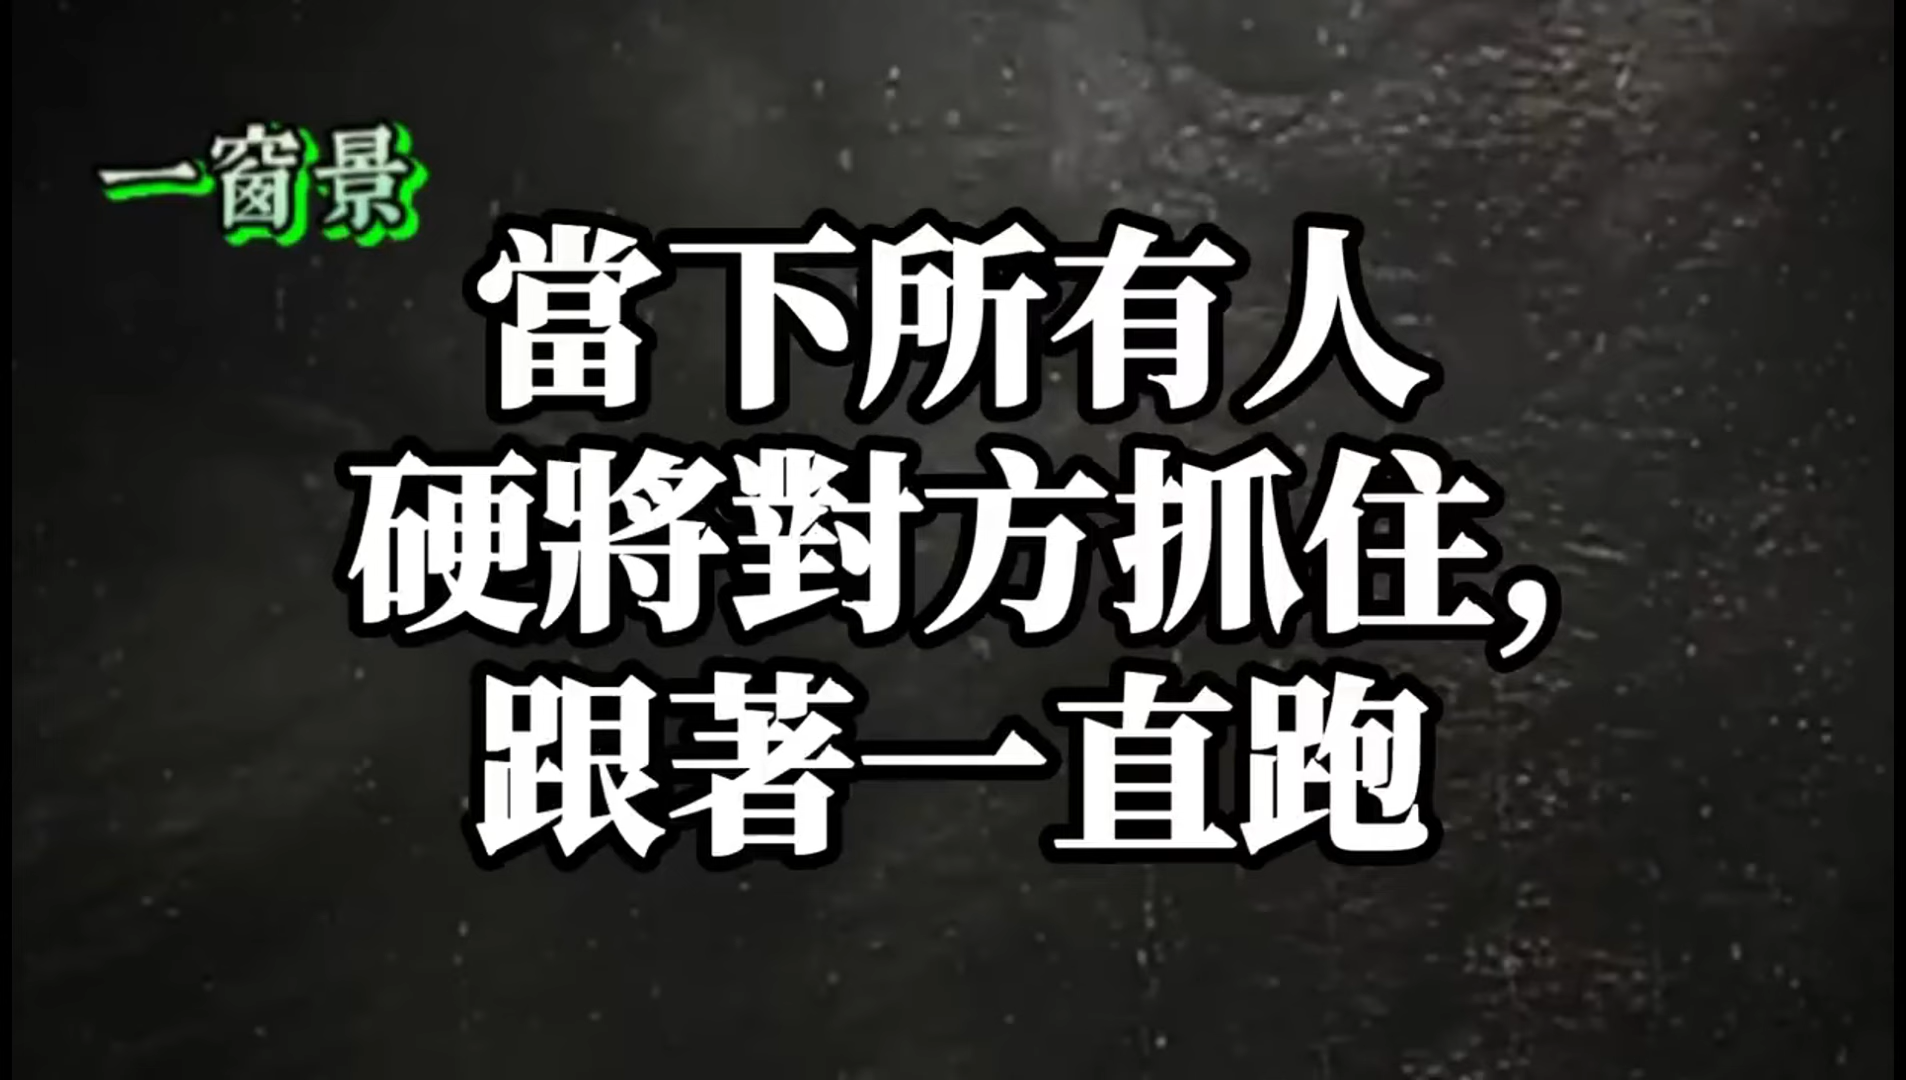 一窗景
當下所有人
硬將對方抓住,
跟著一直跑